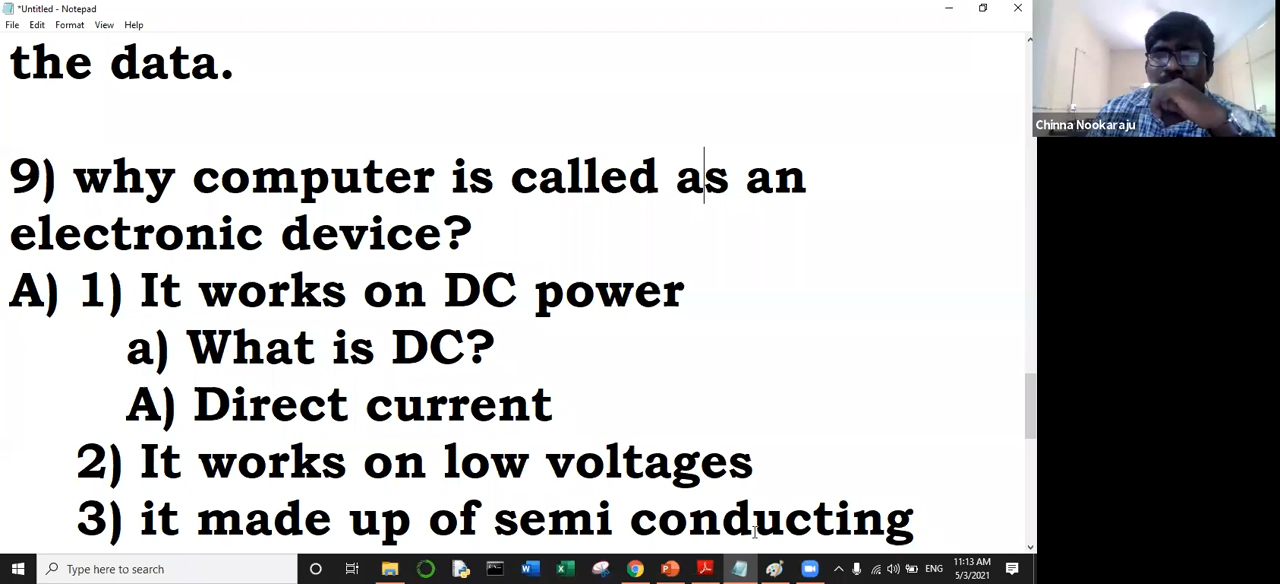 *Untitled - Notepad
File Edit Format View Help
the data.
9) why computer is called as an
electronic device?
A) 1) It works on DC power
a) What is DC?
A) Direct current
2) It works on low voltages
3) it made up of semi conducting
Chinna Nookaraju
Type here to search
ENG
11:13 AM
5/3/2021